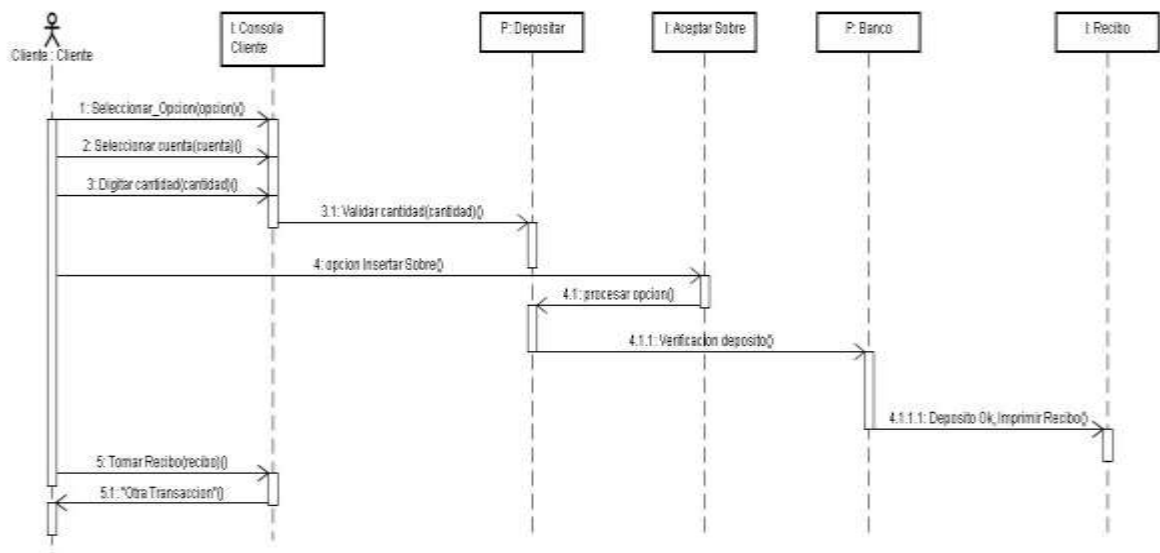 Cliente : Cliente
I: Consola
Cliente
P: Depositar
I: Aceptar Sobre
P: Banco
I: Recibo
1: Seleccionar_Opcion(opcion)()
2: Seleccionar cuenta(cuenta)()
3: Digitar cantidad(cantidad)()
3.1: Validar cantidad(cantidad)()
4: opcion Insertar Sobre()
4.1: procesar opcion()
4.1.1: Verificacion deposito()
4.1.1.1: Deposito Ok, Imprimir Recibo()
5: Tomar Recibo(recibo)()
5.1: "Otra Transaccion"()